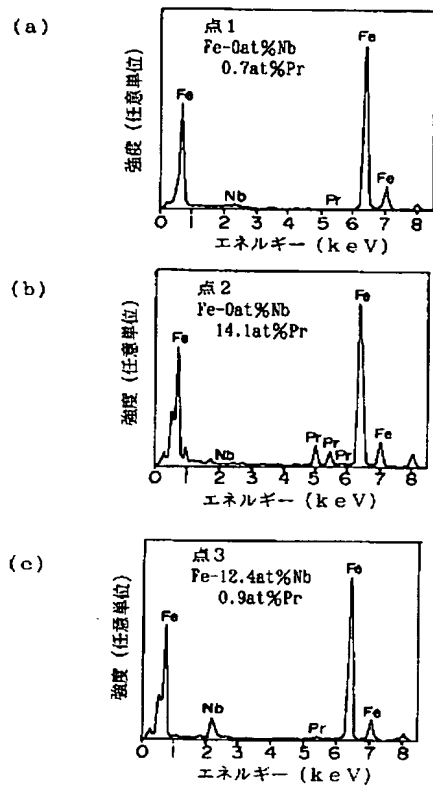 (a)
点1
Fe-0at%Nb
0.7at%Pr
Fe
Fe
Nb
Pr
Fe
強度(任意単位)
0 1 2 3 4 5 6 7 8
エネルギー(keV)
(b)
点2
Fe-0at%Nb
14.1at%Pr
Fe
Fe
Nb
Pr
Pr
Pr
Fe
強度(任意単位)
0 1 2 3 4 5 6 7 8
エネルギー(keV)
(c)
点3
Fe-12.4at%Nb
0.9at%Pr
Fe
Fe
Nb
Pr
Fe
強度(任意単位)
0 1 2 3 4 5 6 7 8
エネルギー(keV)